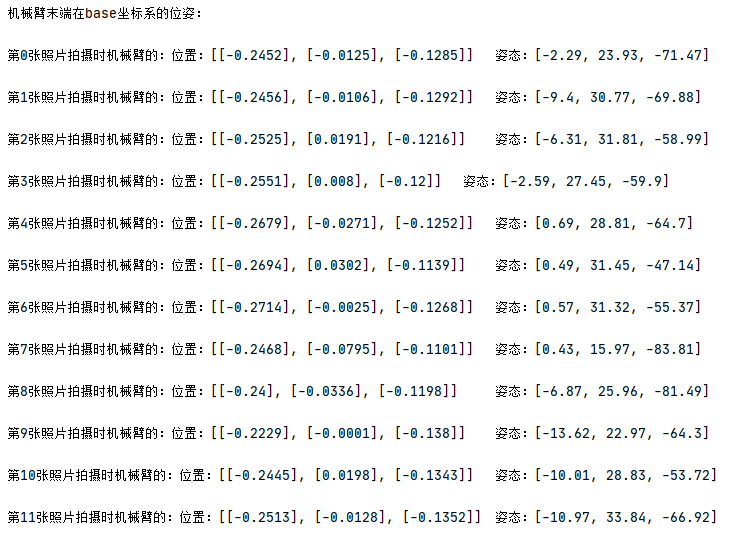 机械臂末端在base坐标系的位姿：
第0张照片拍摄时机械臂的：位置：[[-0.2452], [-0.0125], [-0.1285]] 姿态：[-2.29, 23.93, -71.47]
第1张照片拍摄时机械臂的：位置：[[-0.2456], [-0.0106], [-0.1292]] 姿态：[-9.4, 30.77, -69.88]
第2张照片拍摄时机械臂的：位置：[[-0.2525], [0.0191], [-0.1216]] 姿态：[-6.31, 31.81, -58.99]
第3张照片拍摄时机械臂的：位置：[[-0.2551], [0.008], [-0.12]] 姿态：[-2.59, 27.45, -59.9]
第4张照片拍摄时机械臂的：位置：[[-0.2679], [-0.0271], [-0.1252]] 姿态：[0.69, 28.81, -64.7]
第5张照片拍摄时机械臂的：位置：[[-0.2694], [0.0302], [-0.1139]] 姿态：[0.49, 31.45, -47.14]
第6张照片拍摄时机械臂的：位置：[[-0.2714], [-0.0025], [-0.1268]] 姿态：[0.57, 31.32, -55.37]
第7张照片拍摄时机械臂的：位置：[[-0.2468], [-0.0795], [-0.1101]] 姿态：[0.43, 15.97, -83.81]
第8张照片拍摄时机械臂的：位置：[[-0.24], [-0.0336], [-0.1198]] 姿态：[-6.87, 25.96, -81.49]
第9张照片拍摄时机械臂的：位置：[[-0.2229], [-0.0001], [-0.138]] 姿态：[-13.62, 22.97, -64.3]
第10张照片拍摄时机械臂的：位置：[[-0.2445], [0.0198], [-0.1343]] 姿态：[-10.01, 28.83, -53.72]
第11张照片拍摄时机械臂的：位置：[[-0.2513], [-0.0128], [-0.1352]] 姿态：[-10.97, 33.84, -66.92]